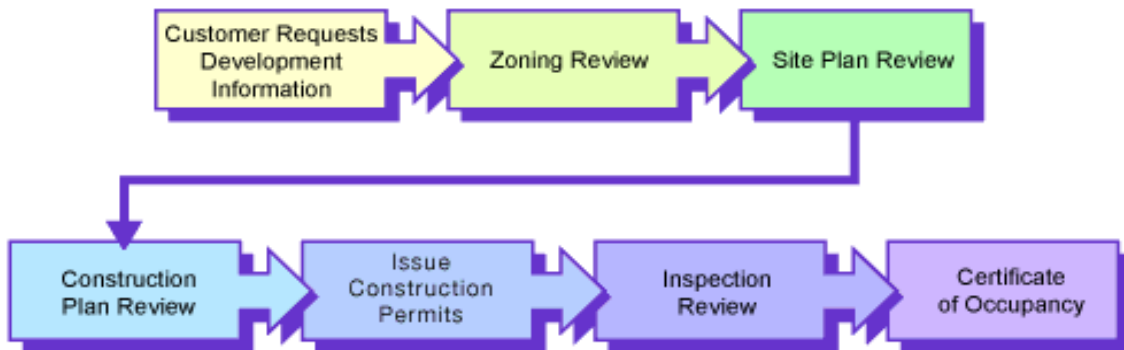 Customer Requests
Development
Information
Zoning Review
Site Plan Review
Construction
Plan Review
Issue
Construction
Permits
Inspection
Review
Certificate
of Occupancy